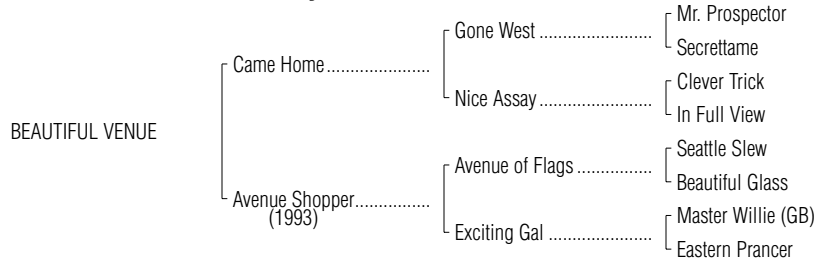 Mr. Prospector
Gone West ........................
Secrettame
Came Home......................
Clever Trick
Nice Assay........................
In Full View
BEAUTIFUL VENUE
Seattle Slew
Avenue of Flags ................
Beautiful Glass
Avenue Shopper................
(1993)
Master Willie (GB)
Exciting Gal ......................
Eastern Prancer